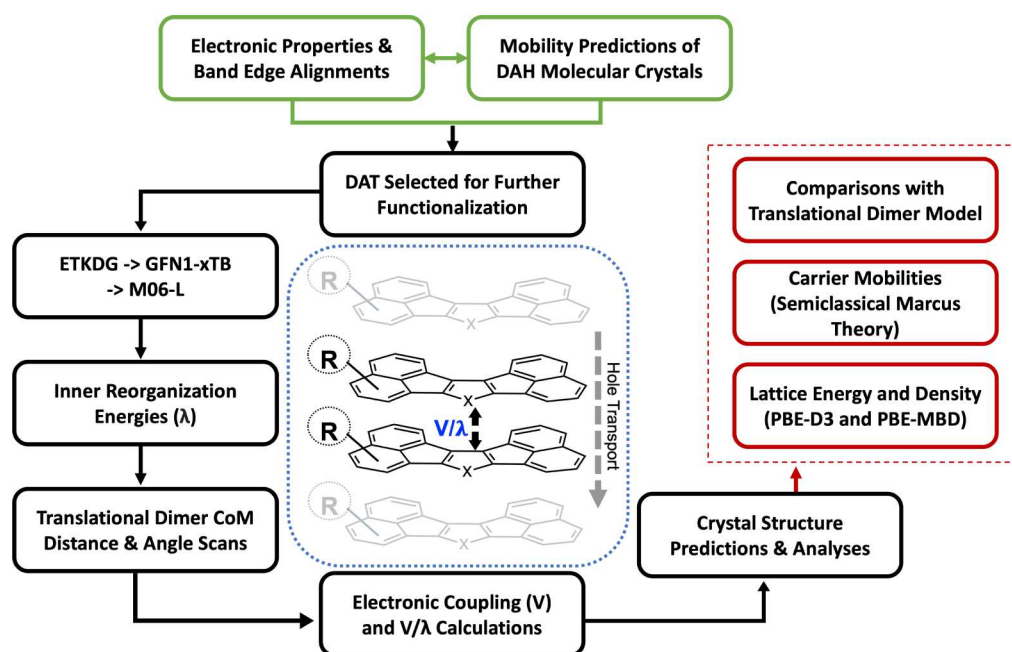 Electronic Properties &
Band Edge Alignments
Mobility Predictions of
DAH Molecular Crystals
DAT Selected for Further
Functionalization
ETKDG -> GFN1-xTB
-> M06-L
Inner Reorganization
Energies (λ)
Translational Dimer CoM
Distance & Angle Scans
R
X
R
X
V/λ
R
X
R
X
Hole Transport
Electronic Coupling (V)
and V/λ Calculations
Crystal Structure
Predictions & Analyses
Comparisons with
Translational Dimer Model
Carrier Mobilities
(Semiclassical Marcus
Theory)
Lattice Energy and Density
(PBE-D3 and PBE-MBD)